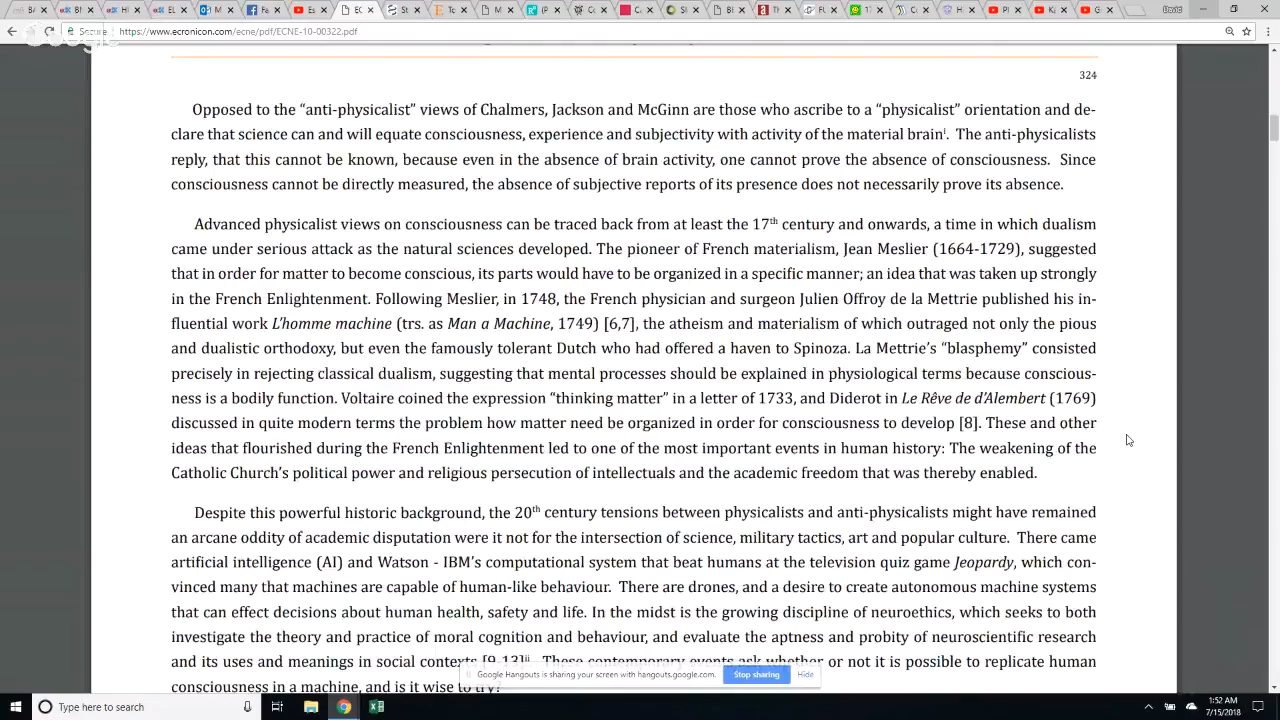 Secure https://www.ecronicon.com/ecne/pdf/ECNE-10-00322.pdf
324
Opposed to the “anti-physicalist” views of Chalmers, Jackson and McGinn are those who ascribe to a “physicalist” orientation and de-
clare that science can and will equate consciousness, experience and subjectivity with activity of the material brainⁱ. The anti-physicalists
reply, that this cannot be known, because even in the absence of brain activity, one cannot prove the absence of consciousness. Since
consciousness cannot be directly measured, the absence of subjective reports of its presence does not necessarily prove its absence.
Advanced physicalist views on consciousness can be traced back from at least the 17th century and onwards, a time in which dualism
came under serious attack as the natural sciences developed. The pioneer of French materialism, Jean Meslier (1664-1729), suggested
that in order for matter to become conscious, its parts would have to be organized in a specific manner; an idea that was taken up strongly
in the French Enlightenment. Following Meslier, in 1748, the French physician and surgeon Julien Offroy de la Mettrie published his in-
fluential work L’homme machine (trs. as Man a Machine, 1749) [6,7], the atheism and materialism of which outraged not only the pious
and dualistic orthodoxy, but even the famously tolerant Dutch who had offered a haven to Spinoza. La Mettrie’s “blasphemy” consisted
precisely in rejecting classical dualism, suggesting that mental processes should be explained in physiological terms because conscious-
ness is a bodily function. Voltaire coined the expression “thinking matter” in a letter of 1733, and Diderot in Le Rêve de d’Alembert (1769)
discussed in quite modern terms the problem how matter need be organized in order for consciousness to develop [8]. These and other
ideas that flourished during the French Enlightenment led to one of the most important events in human history: The weakening of the
Catholic Church’s political power and religious persecution of intellectuals and the academic freedom that was thereby enabled.
Despite this powerful historic background, the 20th century tensions between physicalists and anti-physicalists might have remained
an arcane oddity of academic disputation were it not for the intersection of science, military tactics, art and popular culture. There came
artificial intelligence (AI) and Watson - IBM’s computational system that beat humans at the television quiz game Jeopardy, which con-
vinced many that machines are capable of human-like behaviour. There are drones, and a desire to create autonomous machine systems
that can effect decisions about human health, safety and life. In the midst is the growing discipline of neuroethics, which seeks to both
investigate the theory and practice of moral cognition and behaviour, and evaluate the aptness and probity of neuroscientific research
and its uses and meanings in social contexts [9-13]ⁱⁱ. These contemporary events ask whether or not it is possible to replicate human
Google Hangouts is sharing your screen with hangouts.google.com. Stop sharing Hide
consciousness in a machine, and is it wise to try?
Type here to search
1:52 AM
7/15/2018